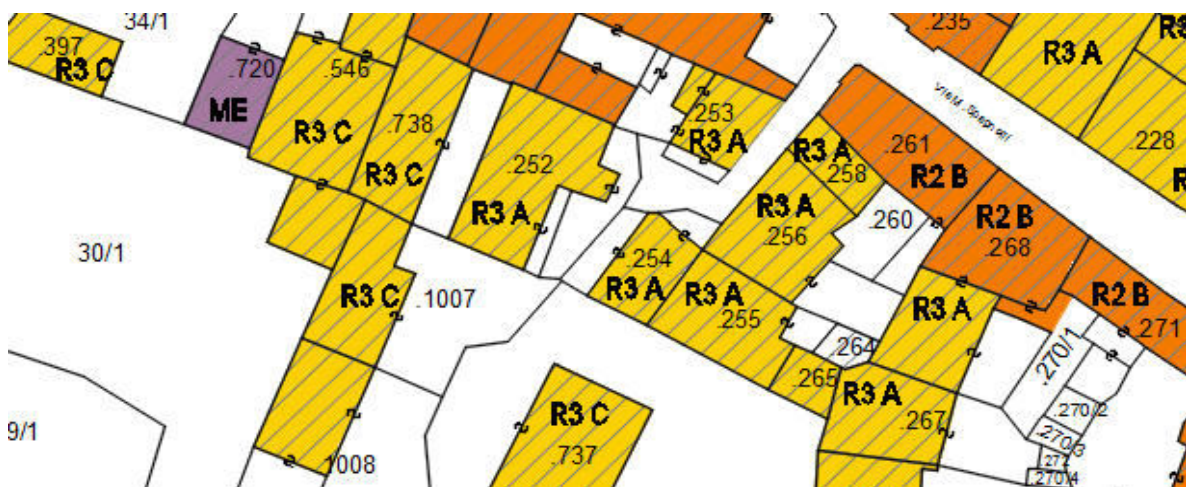 34/1
.235
R3
.397
R3 C
.720
.546
R3 A
ME
R3 C
.738
.253
R3 A
R3 A
.261
.228
.252
.258
R3 C
R2 B
R
R3 A
R3 A
.256
.260
R2 B
.268
30/1
.254
R3 C
.1007
R3 A
R3 A
.255
R3 A
R2 B
.271
.264
.270/1
.265
R3 A
.267
R3 C
.270/2
9/1
.270/3
.737
1008
.270/4